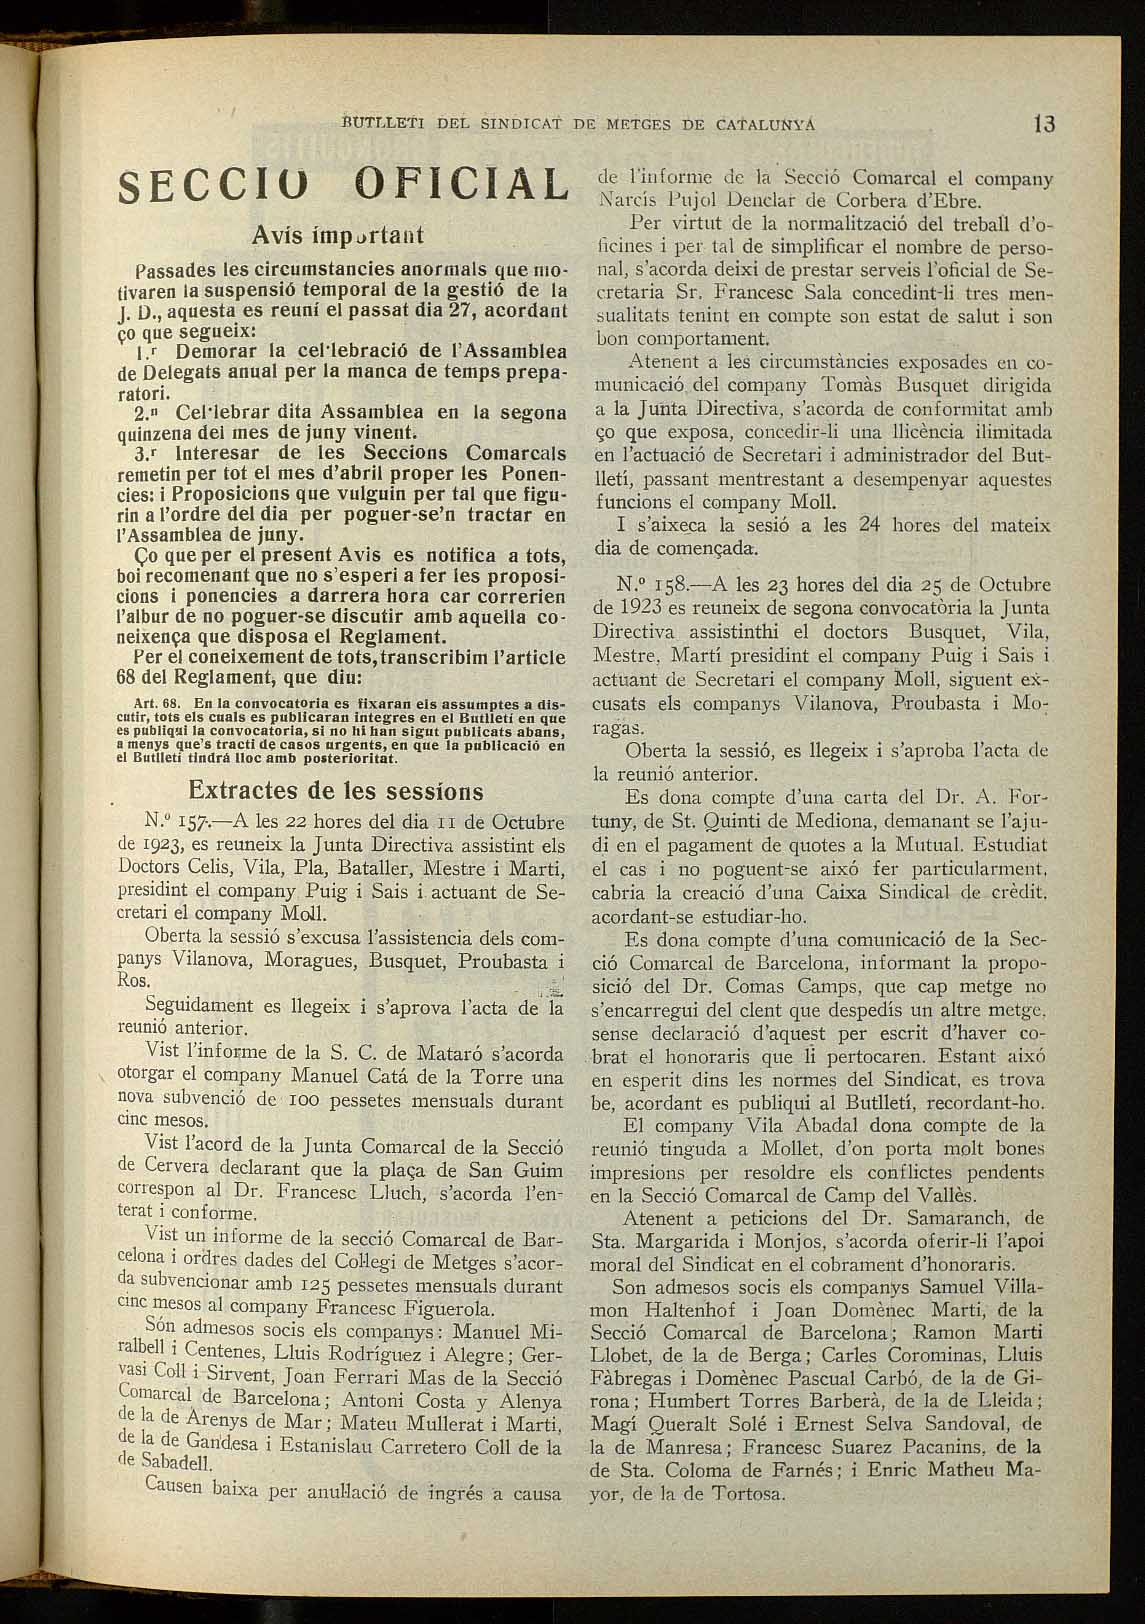 BUTLLETI DEL SINDICAT DE METGES DE CATALUNYA
13
SECCIO OFICIAL
Avís important
Passades les circumstancies anormals que mo-
tivaren la suspensió temporal de la gestió de la
J. D., aquesta es reuní el passat dia 27, acordant
ço que segueix:
1.r Demorar la cel·lebració de l'Assamblea
de Delegats anual per la manca de temps prepa-
ratori.
2.n Cel·lebrar dita Assamblea en la segona
quinzena del mes de juny vinent.
3.r Interesar de les Seccions Comarcals
remetin per tot el mes d'abril proper les Ponen-
cies: i Proposicions que vulguin per tal que figu-
rin a l'ordre del dia per poguer-se'n tractar en
l'Assamblea de juny.
Ço que per el present Avis es notifica a tots,
boi recomenant que no s'esperi a fer les proposi-
cions i ponencies a darrera hora car correrien
l'albur de no poguer-se discutir amb aquella co-
neixença que disposa el Reglament.
Per el coneixement de tots, transcribim l'article
68 del Reglament, que diu:
Art. 68. En la convocatoria es fixaran els assumptes a dis-
cutir, tots els cuals es publicaran integres en el Butlletí en que
es publiqui la convocatoria, si no hi han sigut publicats abans,
a menys que's tracti de casos urgents, en que la publicació en
el Butlletí tindrá lloc amb posterioritat.
Extractes de les sessions
N.º 157.—A les 22 hores del dia 11 de Octubre
de 1923, es reuneix la Junta Directiva assistint els
Doctors Celis, Vila, Pla, Bataller, Mestre i Marti,
presidint el company Puig i Sais i actuant de Se-
cretari el company Moll.
Oberta la sessió s'excusa l'assistencia dels com-
panys Vilanova, Moragues, Busquet, Proubasta i
Ros.
Seguidament es llegeix i s'aprova l'acta de la
reunió anterior.
Vist l'informe de la S. C. de Mataró s'acorda
otorgar el company Manuel Catá de la Torre una
nova subvenció de 100 pessetes mensuals durant
cinc mesos.
Vist l'acord de la Junta Comarcal de la Secció
de Cervera declarant que la plaça de San Guim
correspon al Dr. Francesc Lluch, s'acorda l'en-
terat i conforme.
Vist un informe de la secció Comarcal de Bar-
celona i ordres dades del Col·legi de Metges s'acor-
da subvencionar amb 125 pessetes mensuals durant
cinc mesos al company Francesc Figuerola.
Són admesos socis els companys: Manuel Mi-
ralbell i Centenes, Lluis Rodríguez i Alegre; Ger-
vasi Coll i Sirvent, Joan Ferrari Mas de la Secció
Comarcal de Barcelona; Antoni Costa y Alenya
de la de Arenys de Mar; Mateu Mullerat i Marti,
de la de Gandesa i Estanislau Carretero Coll de la
de Sabadell.
Causen baixa per anul·lació de ingrés a causa
de l'informe de la Secció Comarcal el company
Narcís Pujol Denclar de Corbera d'Ebre.
Per virtut de la normalització del treball d'o-
ficines i per tal de simplificar el nombre de perso-
nal, s'acorda deixi de prestar serveis l'oficial de Se-
cretaria Sr. Francesc Sala concedint-li tres men-
sualitats tenint en compte son estat de salut i son
bon comportament.
Atenent a les circumstàncies exposades en co-
municació del company Tomàs Busquet dirigida
a la Junta Directiva, s'acorda de conformitat amb
ço que exposa, concedir-li una llicència ilimitada
en l'actuació de Secretari i administrador del But-
lletí, passant mentrestant a desempenyar aquestes
funcions el company Moll.
I s'aixeca la sesió a les 24 hores del mateix
dia de començada.
N.º 158.—A les 23 hores del dia 25 de Octubre
de 1923 es reuneix de segona convocatòria la Junta
Directiva assistinthi el doctors Busquet, Vila,
Mestre, Martí presidint el company Puig i Sais i
actuant de Secretari el company Moll, siguent ex-
cusats els companys Vilanova, Proubasta i Mo-
ragas.
Oberta la sessió, es llegeix i s'aproba l'acta de
la reunió anterior.
Es dona compte d'una carta del Dr. A. For-
tuny, de St. Quinti de Mediona, demanant se l'aju-
di en el pagament de quotes a la Mutual. Estudiat
el cas i no poguent-se aixó fer particularment,
cabria la creació d'una Caixa Sindical de crèdit,
acordant-se estudiar-ho.
Es dona compte d'una comunicació de la Sec-
ció Comarcal de Barcelona, informant la propo-
sició del Dr. Comas Camps, que cap metge no
s'encarregui del clent que despedís un altre metge,
sense declaració d'aquest per escrit d'haver co-
brat el honoraris que li pertocaren. Estant aixó
en esperit dins les normes del Sindicat, es trova
be, acordant es publiqui al Butlletí, recordant-ho.
El company Vila Abadal dona compte de la
reunió tinguda a Mollet, d'on porta molt bones
impresions per resoldre els conflictes pendents
en la Secció Comarcal de Camp del Vallès.
Atenent a peticions del Dr. Samaranch, de
Sta. Margarida i Monjos, s'acorda oferir-li l'apoi
moral del Sindicat en el cobrament d'honoraris.
Son admesos socis els companys Samuel Villa-
mon Haltenhof i Joan Domènec Marti, de la
Secció Comarcal de Barcelona; Ramon Marti
Llobet, de la de Berga; Carles Corominas, Lluis
Fàbregas i Domènec Pascual Carbó, de la de Gi-
rona; Humbert Torres Barberà, de la de Lleida;
Magí Queralt Solé i Ernest Selva Sandoval, de
la de Manresa; Francesc Suarez Pacanins, de la
de Sta. Coloma de Farnés; i Enric Matheu Ma-
yor, de la de Tortosa.